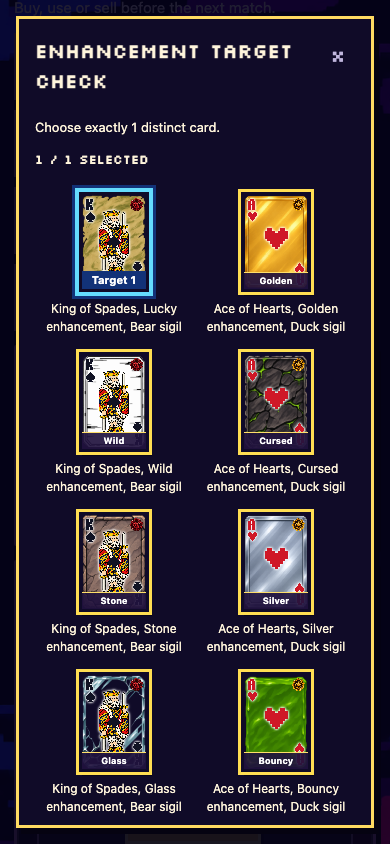 Buy, use or sell before the next match.
ENHANCEMENT TARGET
CHECK
Choose exactly 1 distinct card.
1 / 1 SELECTED
K
Target 1
King of Spades, Lucky
enhancement, Bear sigil
A
Golden
Ace of Hearts, Golden
enhancement, Duck sigil
K
Wild
King of Spades, Wild
enhancement, Bear sigil
A
Cursed
Ace of Hearts, Cursed
enhancement, Duck sigil
K
Stone
King of Spades, Stone
enhancement, Bear sigil
A
Silver
Ace of Hearts, Silver
enhancement, Duck sigil
K
Glass
King of Spades, Glass
enhancement, Bear sigil
A
Bouncy
Ace of Hearts, Bouncy
enhancement, Duck sigil